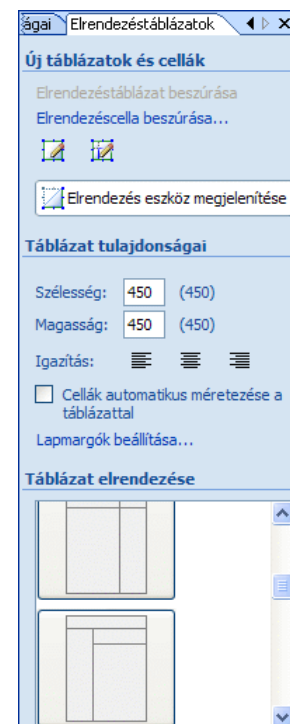 ágai Elrendezéstáblázatok
Új táblázatok és cellák
Elrendezéstáblázat beszúrása
Elrendezéscella beszúrása...
Elrendezés eszköz megjelenítése
Táblázat tulajdonságai
Szélesség: 450 (450)
Magasság: 450 (450)
Igazítás:
Cellák automatikus méretezése a
táblázattal
Lapmargók beállítása...
Táblázat elrendezése